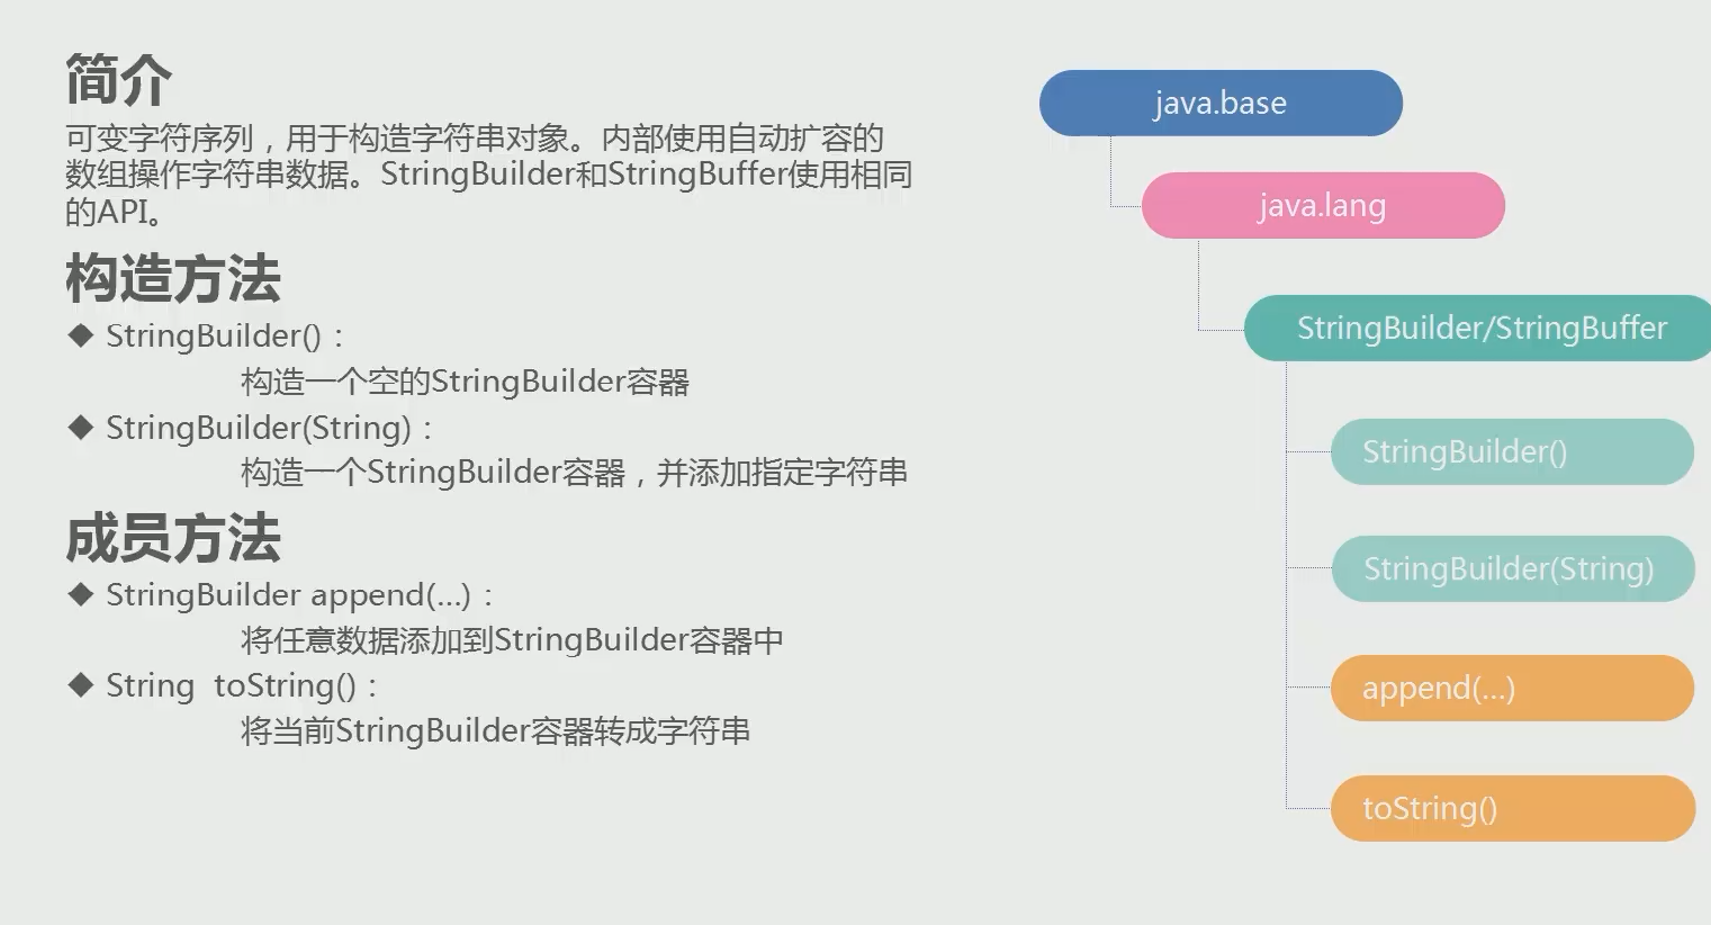 简介
可变字符序列，用于构造字符串对象。内部使用自动扩容的
数组操作字符串数据。StringBuilder和StringBuffer使用相同
的API。
构造方法
◆ StringBuilder()：
构造一个空的StringBuilder容器
◆ StringBuilder(String)：
构造一个StringBuilder容器，并添加指定字符串
成员方法
◆ StringBuilder append(…)：
将任意数据添加到StringBuilder容器中
◆ String  toString()：
将当前StringBuilder容器转成字符串
java.base
java.lang
StringBuilder/StringBuffer
StringBuilder()
StringBuilder(String)
append(…)
toString()